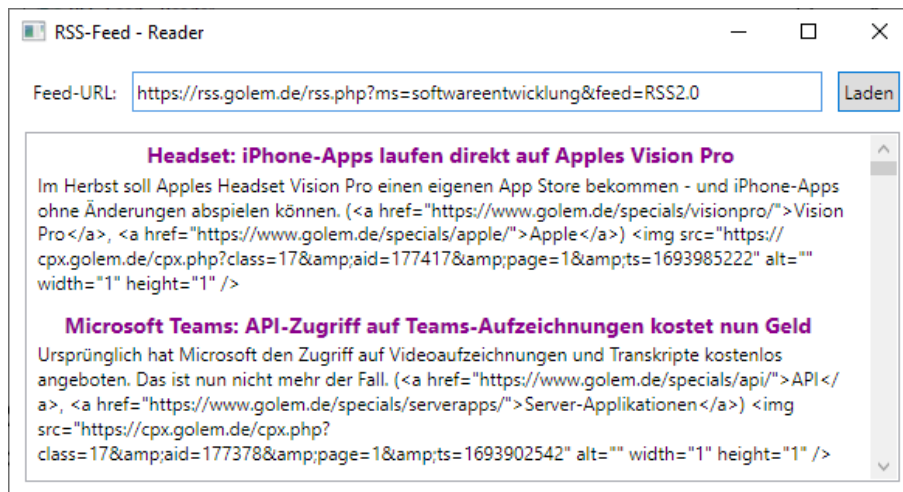 RSS-Feed - Reader
Feed-URL: https://rss.golem.de/rss.php?ms=softwareentwicklung&feed=RSS2.0 Laden
Headset: iPhone-Apps laufen direkt auf Apples Vision Pro
Im Herbst soll Apples Headset Vision Pro einen eigenen App Store bekommen - und iPhone-Apps
ohne Änderungen abspielen können. (<a href="https://www.golem.de/specials/visionpro/">Vision
Pro</a>, <a href="https://www.golem.de/specials/apple/">Apple</a>) <img src="https://
cpx.golem.de/cpx.php?class=17&amp;aid=177417&amp;page=1&amp;ts=1693985222" alt=""
width="1" height="1" />
Microsoft Teams: API-Zugriff auf Teams-Aufzeichnungen kostet nun Geld
Ursprünglich hat Microsoft den Zugriff auf Videoaufzeichnungen und Transkripte kostenlos
angeboten. Das ist nun nicht mehr der Fall. (<a href="https://www.golem.de/specials/api/">API</
a>, <a href="https://www.golem.de/specials/serverapps/">Server-Applikationen</a>) <img
src="https://cpx.golem.de/cpx.php?
class=17&amp;aid=177378&amp;page=1&amp;ts=1693902542" alt="" width="1" height="1" />